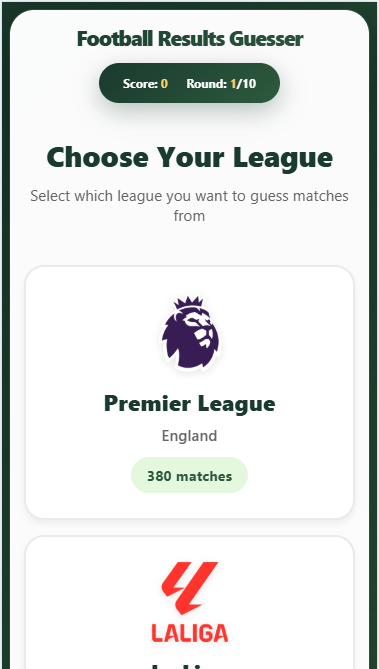 Football Results Guesser
Score: 0 Round: 1/10
Choose Your League
Select which league you want to guess matches
from
Premier League
England
380 matches
LALIGA